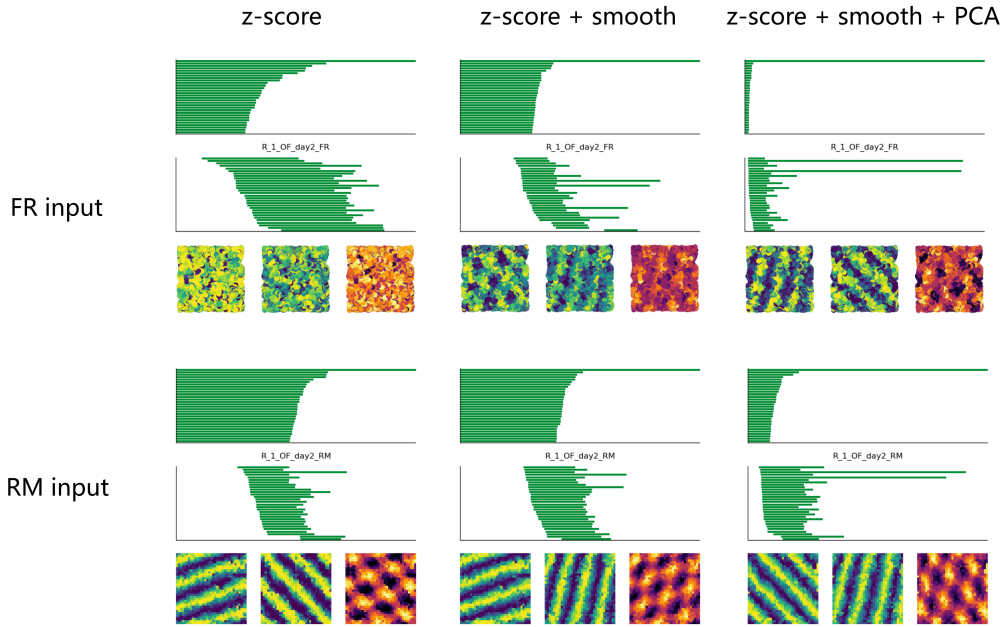 z-score
z-score + smooth
z-score + smooth + PCA
R_1_OF_day2_FR
R_1_OF_day2_FR
R_1_OF_day2_FR
FR input
R_1_OF_day2_RM
R_1_OF_day2_RM
R_1_OF_day2_RM
RM input